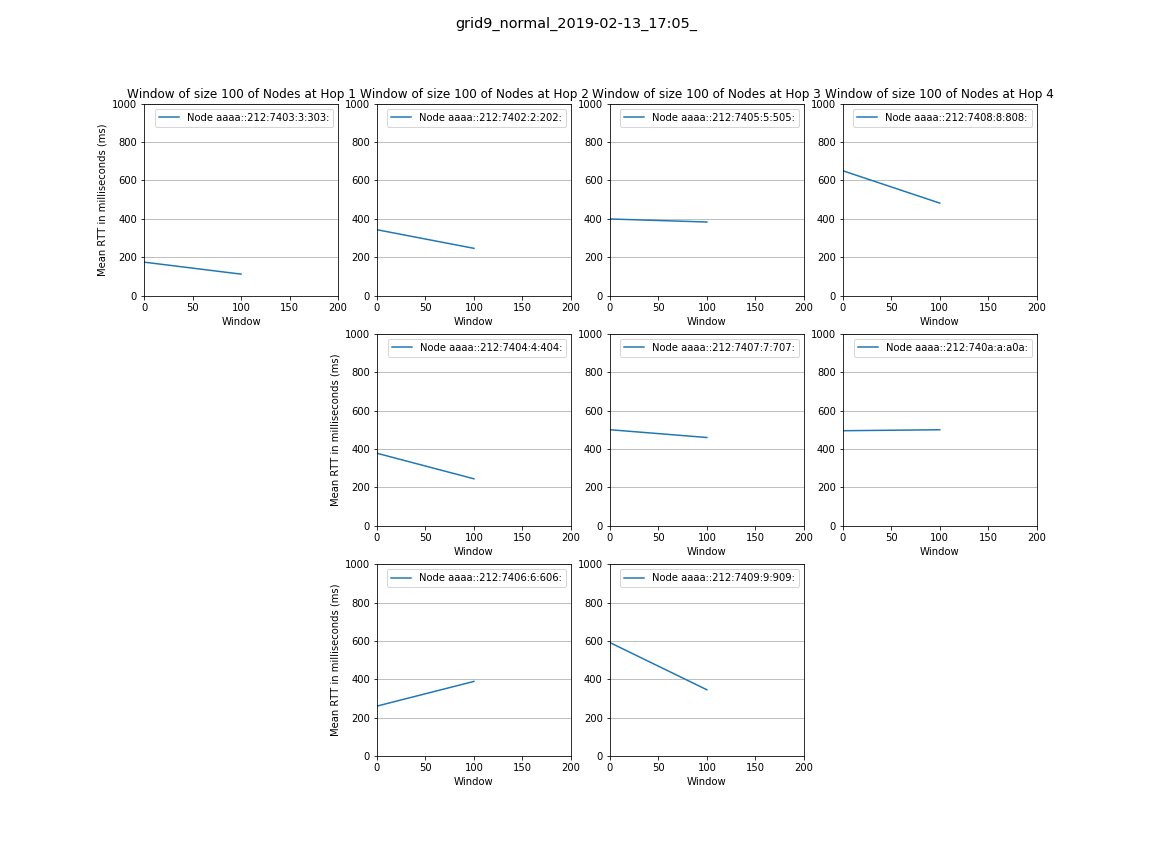 grid9_normal_2019-02-13_17:05_
Window of size 100 of Nodes at Hop 1
Window of size 100 of Nodes at Hop 2
Window of size 100 of Nodes at Hop 3
Window of size 100 of Nodes at Hop 4
Node aaaa::212:7403:3:303:
Mean RTT in milliseconds (ms)
1000
800
600
400
200
0
0 50 100 150 200
Window
Node aaaa::212:7402:2:202:
1000
800
600
400
200
0
0 50 100 150 200
Window
Node aaaa::212:7405:5:505:
1000
800
600
400
200
0
0 50 100 150 200
Window
Node aaaa::212:7408:8:808:
1000
800
600
400
200
0
0 50 100 150 200
Window
Node aaaa::212:7404:4:404:
Mean RTT in milliseconds (ms)
1000
800
600
400
200
0
0 50 100 150 200
Window
Node aaaa::212:7407:7:707:
1000
800
600
400
200
0
0 50 100 150 200
Window
Node aaaa::212:740a:a:a0a:
1000
800
600
400
200
0
0 50 100 150 200
Window
Node aaaa::212:7406:6:606:
Mean RTT in milliseconds (ms)
1000
800
600
400
200
0
0 50 100 150 200
Window
Node aaaa::212:7409:9:909:
1000
800
600
400
200
0
0 50 100 150 200
Window